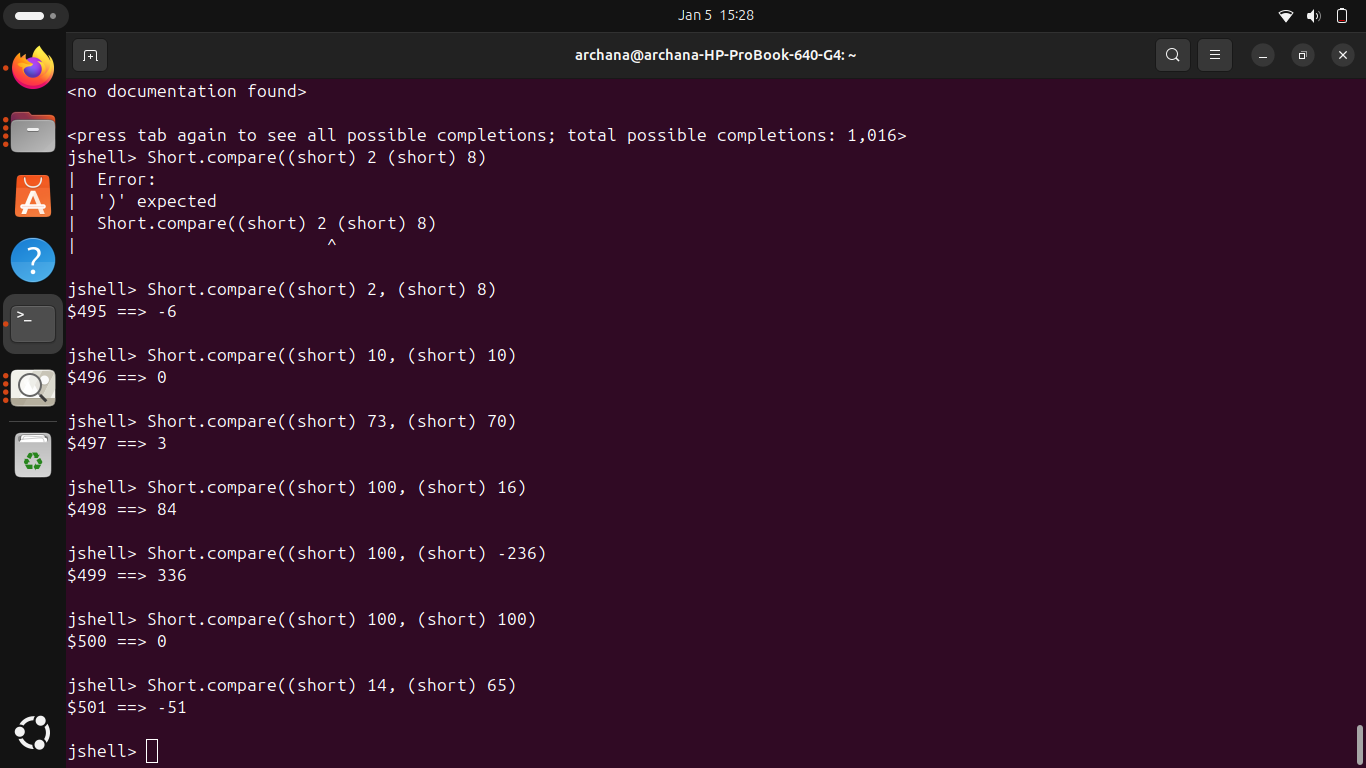 Jan 5 15:28
archana@archana-HP-ProBook-640-G4: ~
<no documentation found>
<press tab again to see all possible completions; total possible completions: 1,016>
jshell> Short.compare((short) 2 (short) 8)
| Error:
| ')' expected
| Short.compare((short) 2 (short) 8)
| ^
jshell> Short.compare((short) 2, (short) 8)
$495 ==> -6
jshell> Short.compare((short) 10, (short) 10)
$496 ==> 0
jshell> Short.compare((short) 73, (short) 70)
$497 ==> 3
jshell> Short.compare((short) 100, (short) 16)
$498 ==> 84
jshell> Short.compare((short) 100, (short) -236)
$499 ==> 336
jshell> Short.compare((short) 100, (short) 100)
$500 ==> 0
jshell> Short.compare((short) 14, (short) 65)
$501 ==> -51
jshell>